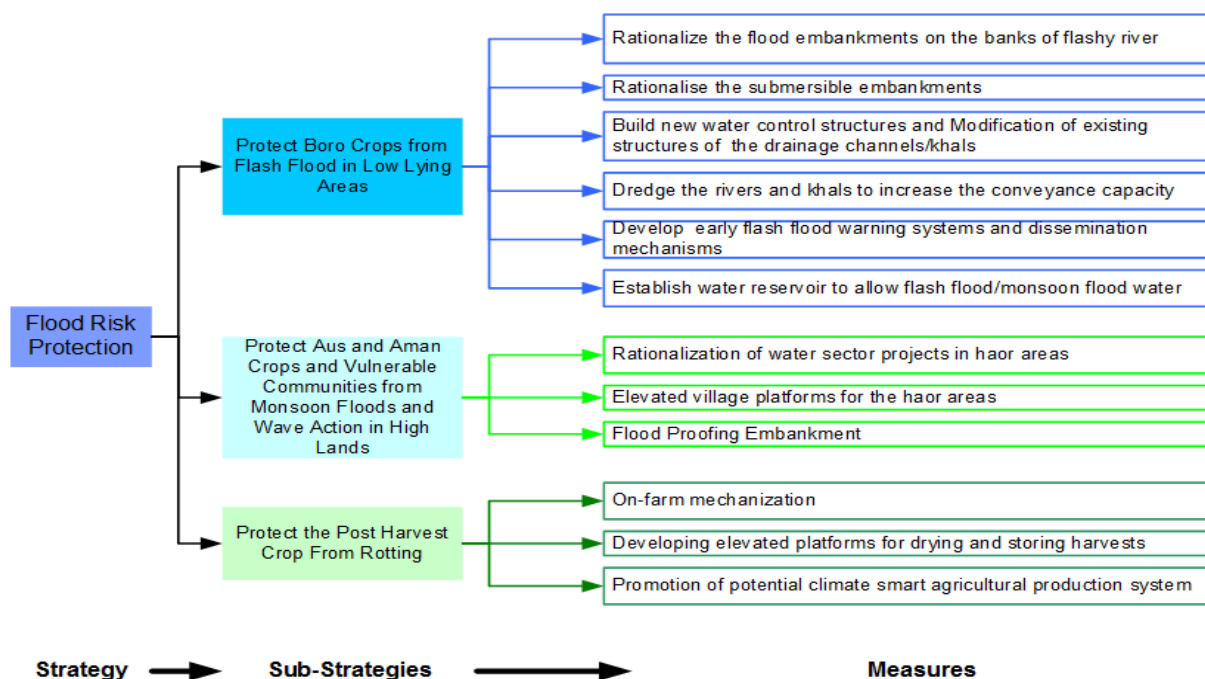 Flood Risk
Protection
Protect Boro Crops from
Flash Flood in Low Lying
Areas
Rationalize the flood embankments on the banks of flashy river
Rationalise the submersible embankments
Build new water control structures and Modification of existing
structures of the drainage channels/khals
Dredge the rivers and khals to increase the conveyance capacity
Develop early flash flood warning systems and dissemination
mechanisms
Establish water reservoir to allow flash flood/monsoon flood water
Protect Aus and Aman
Crops and Vulnerable
Communities from
Monsoon Floods and
Wave Action in High
Lands
Rationalization of water sector projects in haor areas
Elevated village platforms for the haor areas
Flood Proofing Embankment
Protect the Post Harvest
Crop From Rotting
On-farm mechanization
Developing elevated platforms for drying and storing harvests
Promotion of potential climate smart agricultural production system
Strategy
Sub-Strategies
Measures